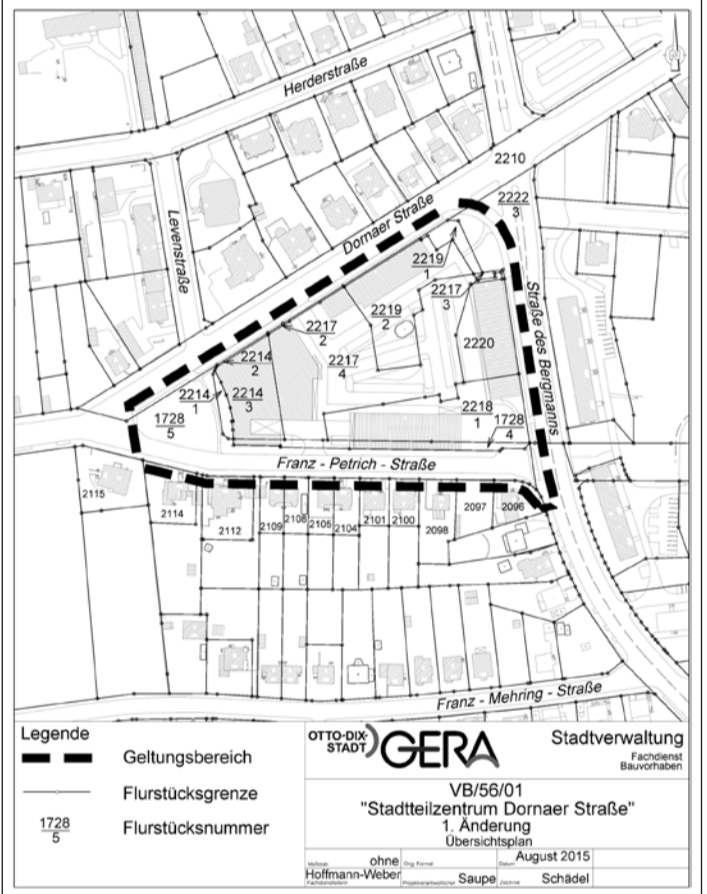 Herderstraße
2210
2222
3
Dornaer Straße
Levenstraße
2219
1
2217
3
Straße des Bergmanns
2219
2
2217
2
2220
2217
4
2214
2
2214
1
2214
3
2218
1
1728
4
1728
5
Franz - Petrich - Straße
2115
2114
2112
2109
2106
2105
2104
2101
2100
2098
2097
2096
Franz - Mehring - Straße
Legende
Geltungsbereich
Flurstücksgrenze
1728
5
Flurstücksnummer
OTTO-DIX-
STADT
GERA
Stadtverwaltung
Fachdienst
Bauvorhaben
VB/56/01
"Stadtteilzentrum Dornaer Straße"
1. Änderung
Übersichtsplan
ohne
August 2015
Hoffmann-Weber
Saupe
Schädel